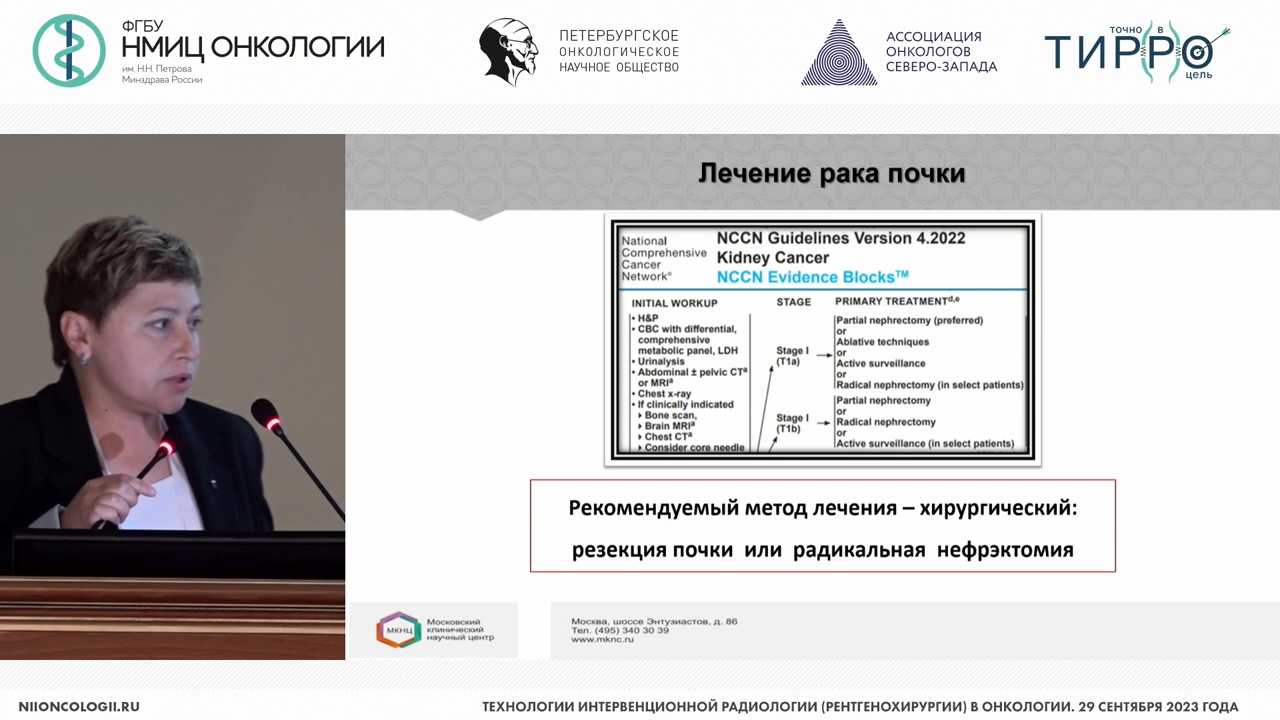 ФГБУ
НМИЦ ОНКОЛОГИИ
им. Н.Н. Петрова
Минздрава России
ПЕТЕРБУРГСКОЕ
ОНКОЛОГИЧЕСКОЕ
НАУЧНОЕ ОБЩЕСТВО
АССОЦИАЦИЯ
ОНКОЛОГОВ
СЕВЕРО-ЗАПАДА
ТОЧНО В
ТИРРО
цель
Лечение рака почки
National
Comprehensive
Cancer
Network®
NCCN Guidelines Version 4.2022
Kidney Cancer
NCCN Evidence Blocks™
INITIAL WORKUP
• H&P
• CBC with differential,
comprehensive
metabolic panel, LDH
• Urinalysis
• Abdominal ± pelvic CTa
or MRIa
• Chest x-ray
• If clinically indicated
Bone scan,
Brain MRIa
Chest CTa
Consider core needle
STAGE
Stage I
(T1a)
Stage I
(T1b)
PRIMARY TREATMENTd,e
Partial nephrectomy (preferred)
or
Ablative techniques
or
Active surveillance
or
Radical nephrectomy (in select patients)
Partial nephrectomy
or
Radical nephrectomy
or
Active surveillance (in select patients)
Рекомендуемый метод лечения – хирургический:
резекция почки или радикальная нефрэктомия
МКНЦ
Московский
клинический
научный центр
Москва, шоссе Энтузиастов, д. 86
Тел. (495) 340 30 39
www.mknc.ru
NIIONCOLOGII.RU
ТЕХНОЛОГИИ ИНТЕРВЕНЦИОННОЙ РАДИОЛОГИИ (РЕНТГЕНОХИРУРГИИ) В ОНКОЛОГИИ. 29 СЕНТЯБРЯ 2023 ГОДА